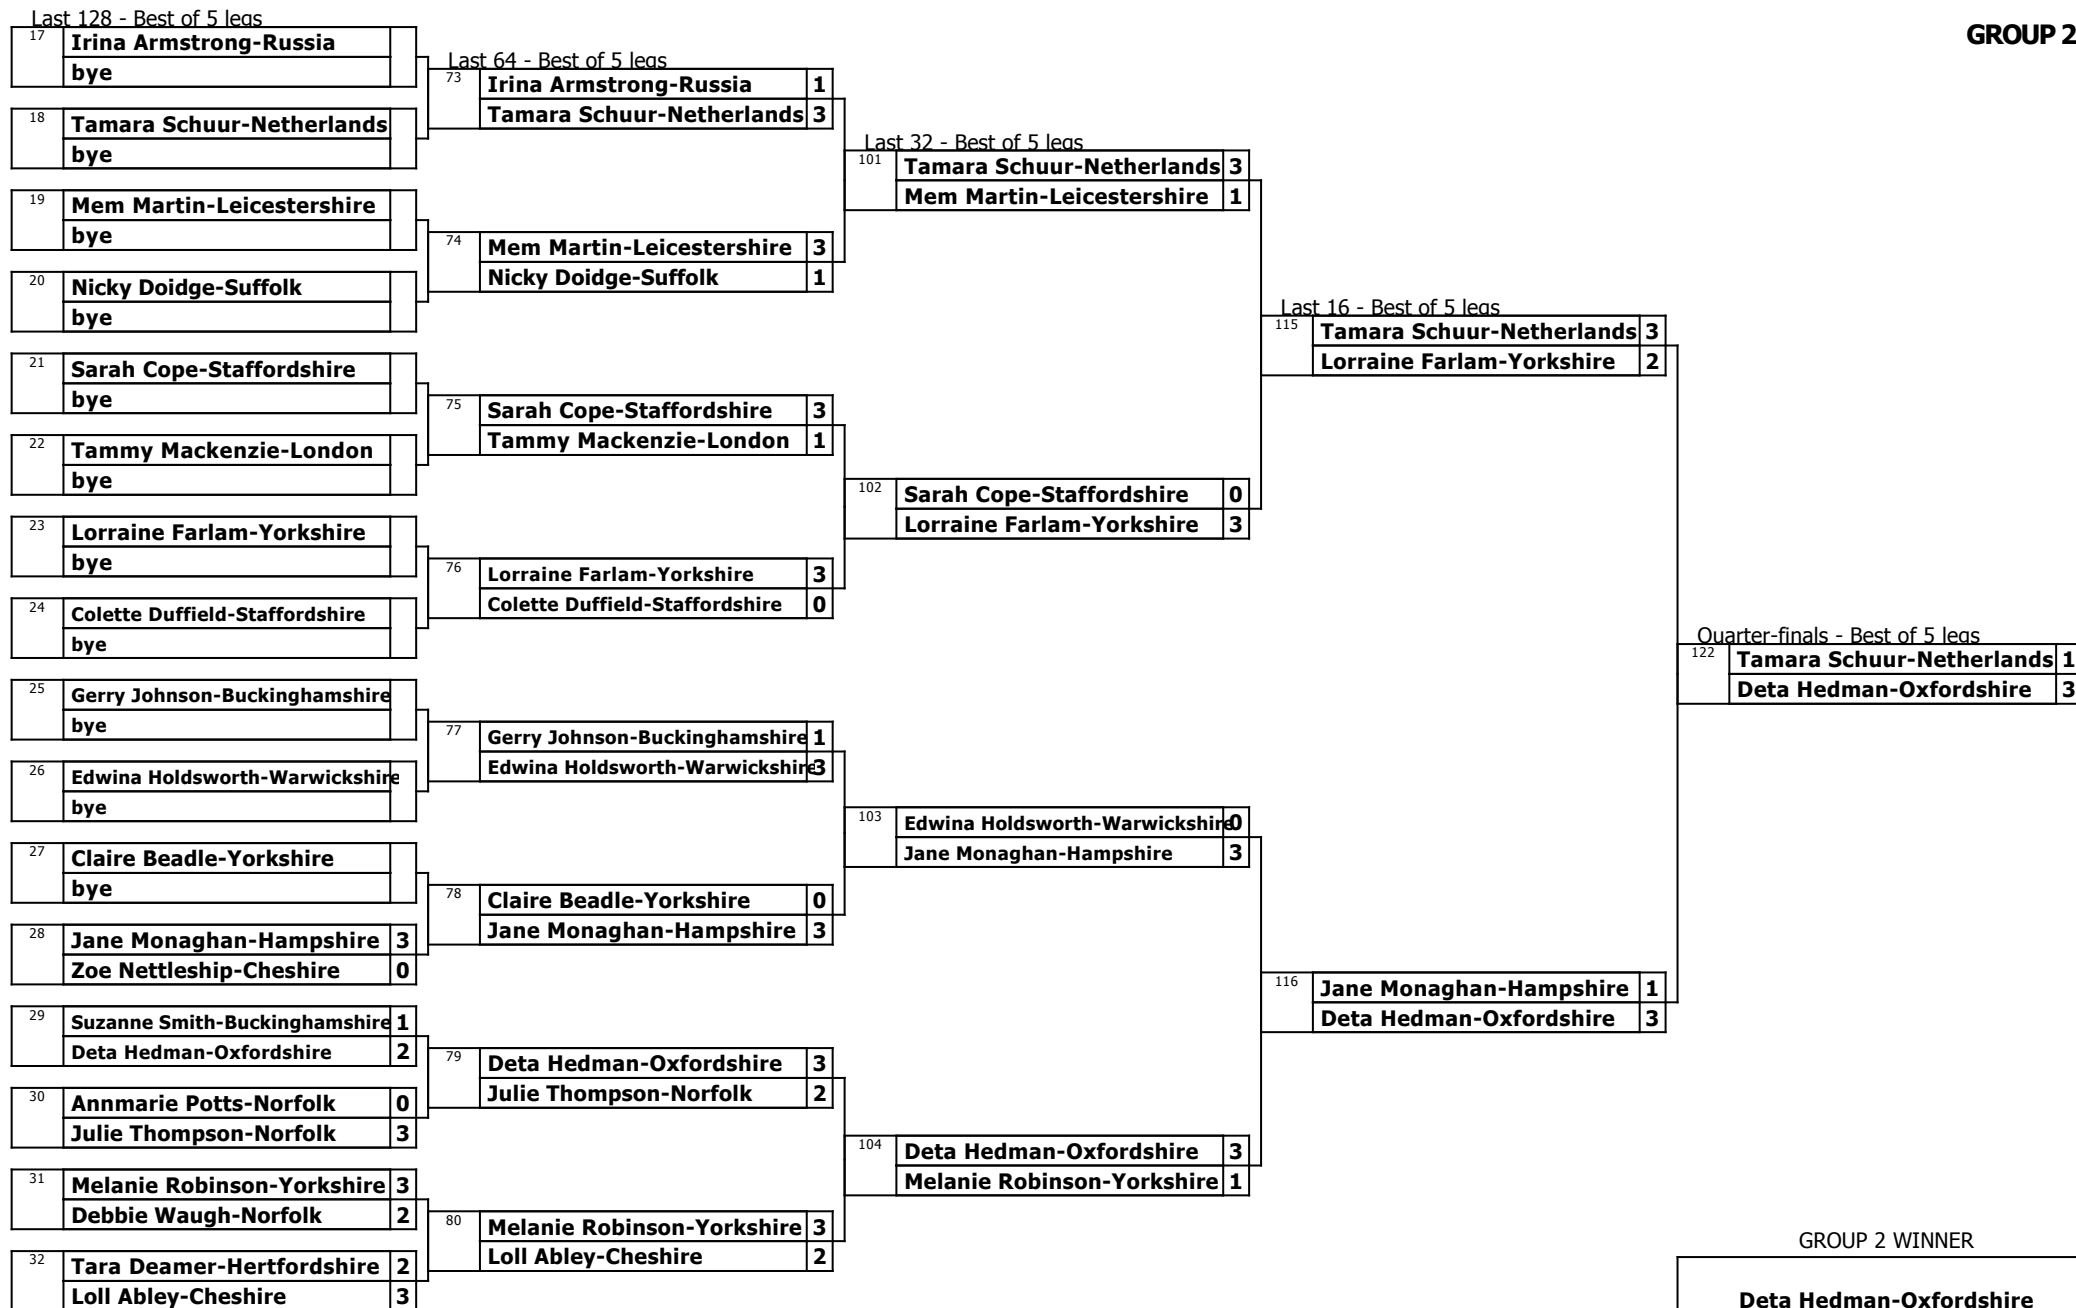 Last 128 - Best of 5 legs
GROUP 2
17 Irina Armstrong-Russia
bye
18 Tamara Schuur-Netherlands
bye
19 Mem Martin-Leicestershire
bye
20 Nicky Doidge-Suffolk
bye
21 Sarah Cope-Staffordshire
bye
22 Tammy Mackenzie-London
bye
23 Lorraine Farlam-Yorkshire
bye
24 Colette Duffield-Staffordshire
bye
25 Gerry Johnson-Buckinghamshire
bye
26 Edwina Holdsworth-Warwickshire
bye
27 Claire Beadle-Yorkshire
bye
28 Jane Monaghan-Hampshire 3
Zoe Nettleship-Cheshire 0
29 Suzanne Smith-Buckinghamshire 1
Deta Hedman-Oxfordshire 2
30 Annmarie Potts-Norfolk 0
Julie Thompson-Norfolk 3
31 Melanie Robinson-Yorkshire 3
Debbie Waugh-Norfolk 2
32 Tara Deamer-Hertfordshire 2
Loll Abley-Cheshire 3
Last 64 - Best of 5 legs
73 Irina Armstrong-Russia 1
Tamara Schuur-Netherlands 3
74 Mem Martin-Leicestershire 3
Nicky Doidge-Suffolk 1
75 Sarah Cope-Staffordshire 3
Tammy Mackenzie-London 1
76 Lorraine Farlam-Yorkshire 3
Colette Duffield-Staffordshire 0
77 Gerry Johnson-Buckinghamshire 1
Edwina Holdsworth-Warwickshire 3
78 Claire Beadle-Yorkshire 0
Jane Monaghan-Hampshire 3
79 Deta Hedman-Oxfordshire 3
Julie Thompson-Norfolk 2
80 Melanie Robinson-Yorkshire 3
Loll Abley-Cheshire 2
Last 32 - Best of 5 legs
101 Tamara Schuur-Netherlands 3
Mem Martin-Leicestershire 1
102 Sarah Cope-Staffordshire 0
Lorraine Farlam-Yorkshire 3
103 Edwina Holdsworth-Warwickshire 0
Jane Monaghan-Hampshire 3
104 Deta Hedman-Oxfordshire 3
Melanie Robinson-Yorkshire 1
Last 16 - Best of 5 legs
115 Tamara Schuur-Netherlands 3
Lorraine Farlam-Yorkshire 2
116 Jane Monaghan-Hampshire 1
Deta Hedman-Oxfordshire 3
Quarter-finals - Best of 5 legs
122 Tamara Schuur-Netherlands 1
Deta Hedman-Oxfordshire 3
GROUP 2 WINNER
Deta Hedman-Oxfordshire